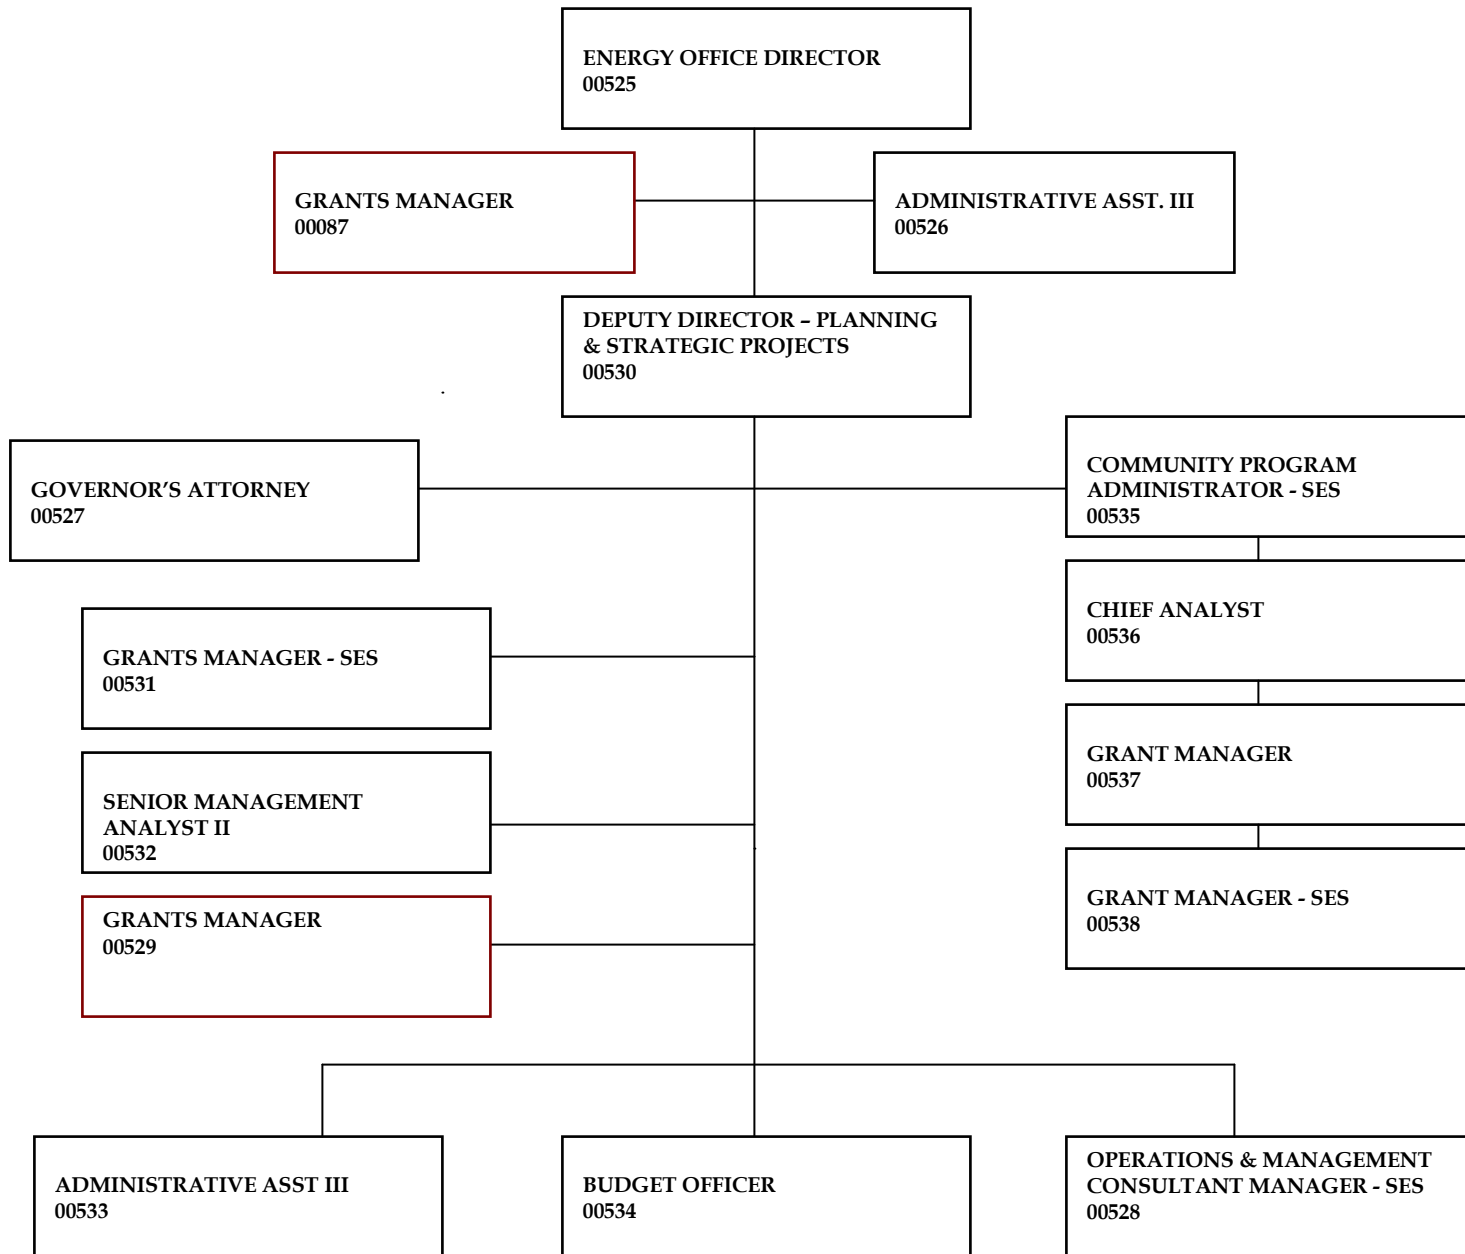 ENERGY OFFICE DIRECTOR
00525
GRANTS MANAGER
00087
ADMINISTRATIVE ASST. III
00526
DEPUTY DIRECTOR – PLANNING
& STRATEGIC PROJECTS
00530
GOVERNOR’S ATTORNEY
00527
COMMUNITY PROGRAM
ADMINISTRATOR - SES
00535
CHIEF ANALYST
00536
GRANTS MANAGER - SES
00531
GRANT MANAGER
00537
SENIOR MANAGEMENT
ANALYST II
00532
GRANT MANAGER - SES
00538
GRANTS MANAGER
00529
ADMINISTRATIVE ASST III
00533
BUDGET OFFICER
00534
OPERATIONS & MANAGEMENT
CONSULTANT MANAGER - SES
00528